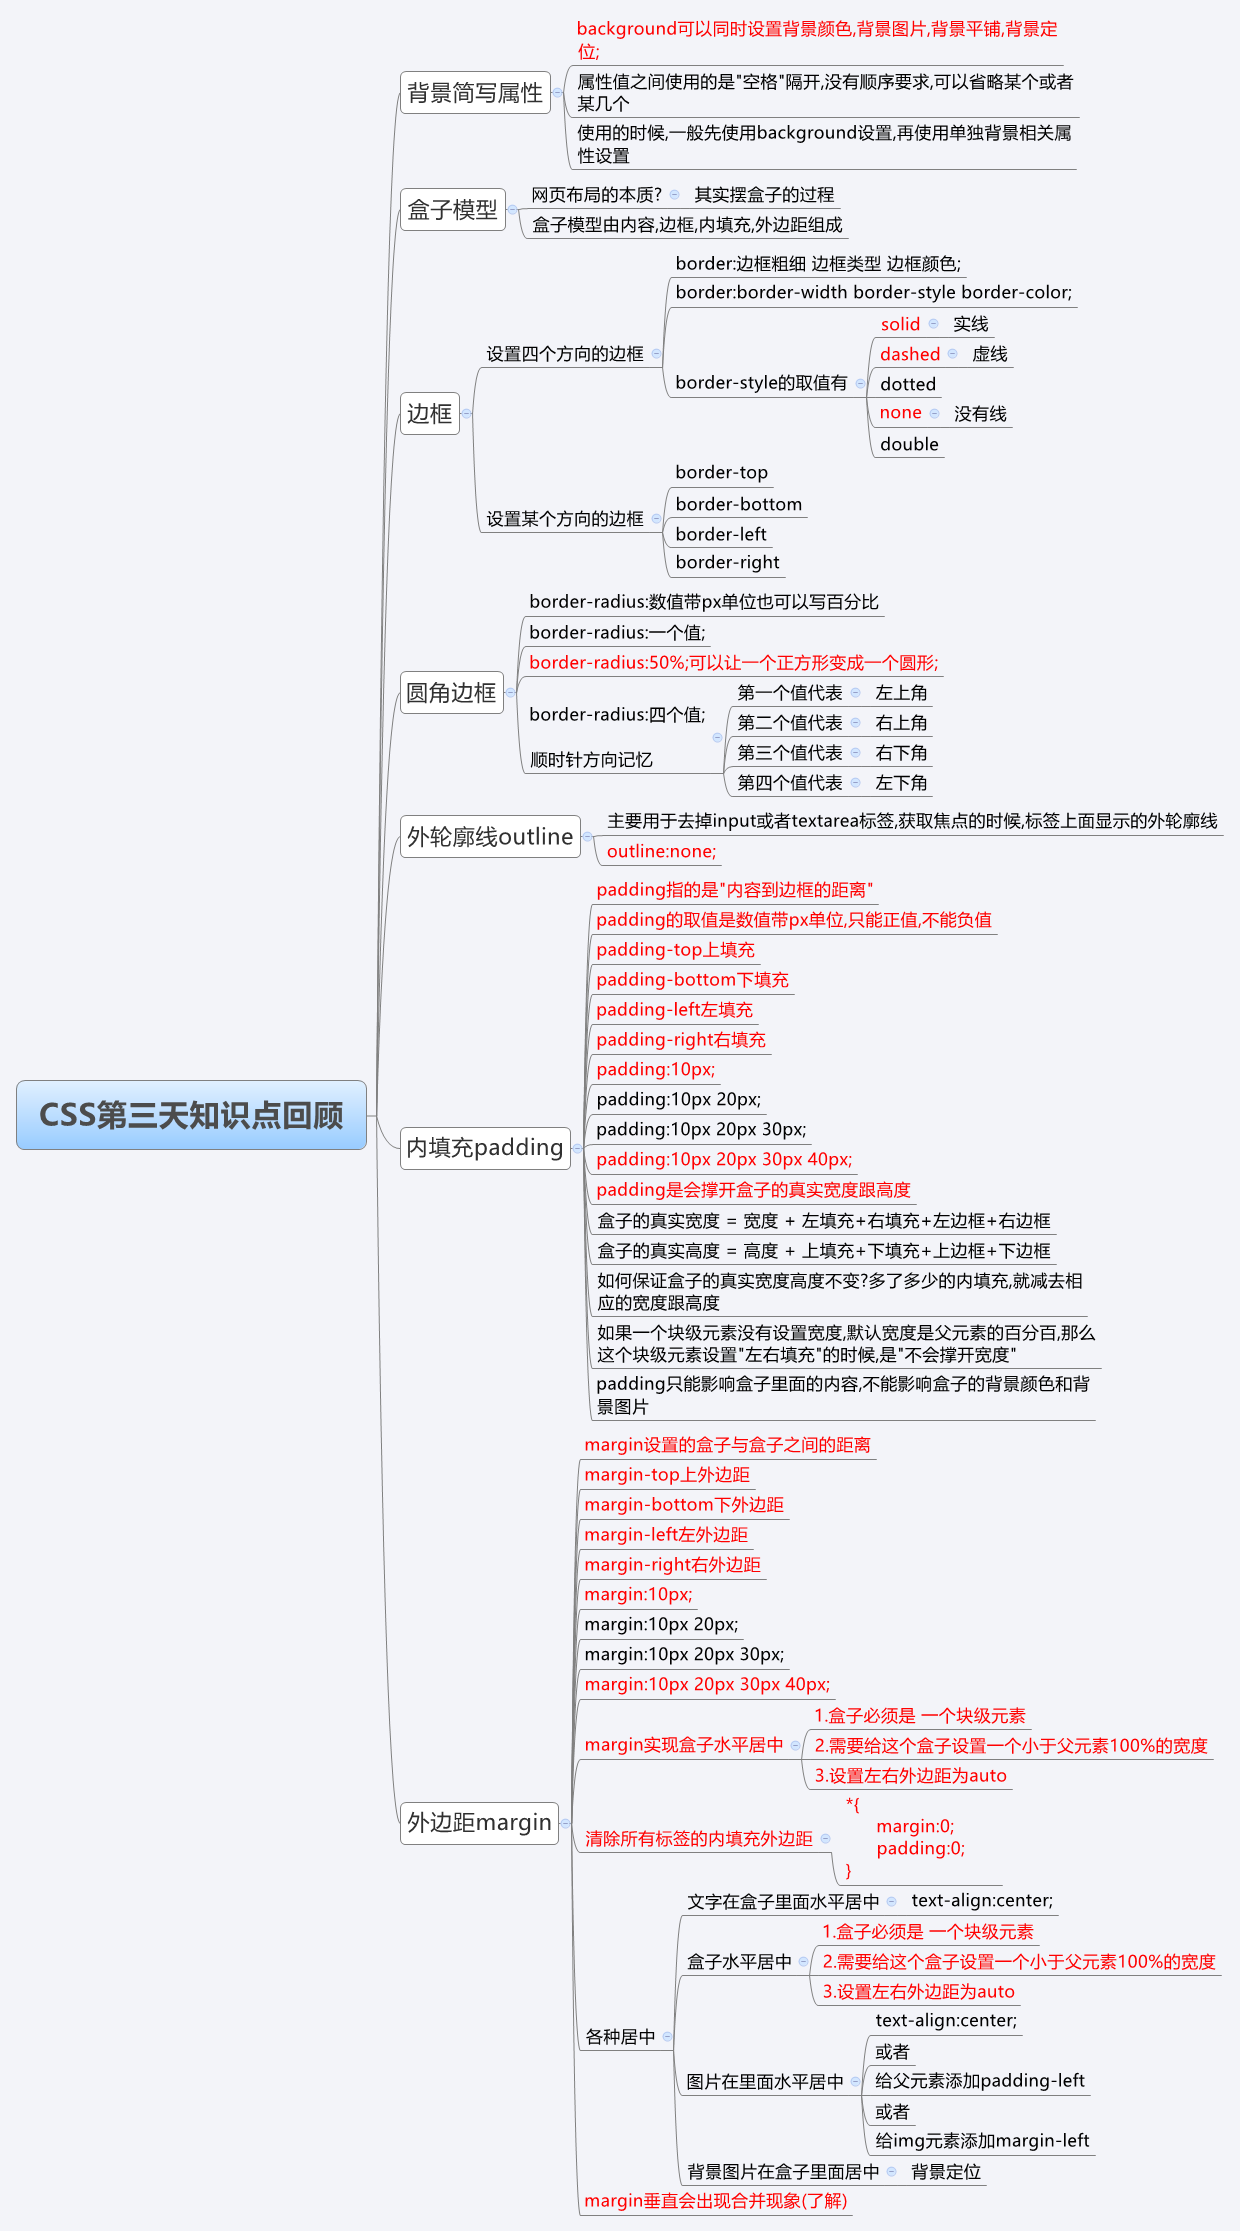 CSS第三天知识点回顾
背景简写属性
background可以同时设置背景颜色,背景图片,背景平铺,背景定
位;
属性值之间使用的是"空格"隔开,没有顺序要求,可以省略某个或者
某几个
使用的时候,一般先使用background设置,再使用单独背景相关属
性设置
盒子模型
网页布局的本质?
其实摆盒子的过程
盒子模型由内容,边框,内填充,外边距组成
边框
设置四个方向的边框
border:边框粗细 边框类型 边框颜色;
border:border-width border-style border-color;
border-style的取值有
solid
实线
dashed
虚线
dotted
none
没有线
double
设置某个方向的边框
border-top
border-bottom
border-left
border-right
圆角边框
border-radius:数值带px单位也可以写百分比
border-radius:一个值;
border-radius:50%;可以让一个正方形变成一个圆形;
border-radius:四个值;
顺时针方向记忆
第一个值代表
左上角
第二个值代表
右上角
第三个值代表
右下角
第四个值代表
左下角
外轮廓线outline
主要用于去掉input或者textarea标签,获取焦点的时候,标签上面显示的外轮廓线
outline:none;
内填充padding
padding指的是"内容到边框的距离"
padding的取值是数值带px单位,只能正值,不能负值
padding-top上填充
padding-bottom下填充
padding-left左填充
padding-right右填充
padding:10px;
padding:10px 20px;
padding:10px 20px 30px;
padding:10px 20px 30px 40px;
padding是会撑开盒子的真实宽度跟高度
盒子的真实宽度 = 宽度 + 左填充+右填充+左边框+右边框
盒子的真实高度 = 高度 + 上填充+下填充+上边框+下边框
如何保证盒子的真实宽度高度不变?多了多少的内填充,就减去相
应的宽度跟高度
如果一个块级元素没有设置宽度,默认宽度是父元素的百分百,那么
这个块级元素设置"左右填充"的时候,是"不会撑开宽度"
padding只能影响盒子里面的内容,不能影响盒子的背景颜色和背
景图片
外边距margin
margin设置的盒子与盒子之间的距离
margin-top上外边距
margin-bottom下外边距
margin-left左外边距
margin-right右外边距
margin:10px;
margin:10px 20px;
margin:10px 20px 30px;
margin:10px 20px 30px 40px;
margin实现盒子水平居中
1.盒子必须是 一个块级元素
2.需要给这个盒子设置一个小于父元素100%的宽度
3.设置左右外边距为auto
清除所有标签的内填充外边距
*{
margin:0;
padding:0;
}
各种居中
文字在盒子里面水平居中
text-align:center;
盒子水平居中
1.盒子必须是 一个块级元素
2.需要给这个盒子设置一个小于父元素100%的宽度
3.设置左右外边距为auto
图片在里面水平居中
text-align:center;
或者
给父元素添加padding-left
或者
给img元素添加margin-left
背景图片在盒子里面居中
背景定位
margin垂直会出现合并现象(了解)